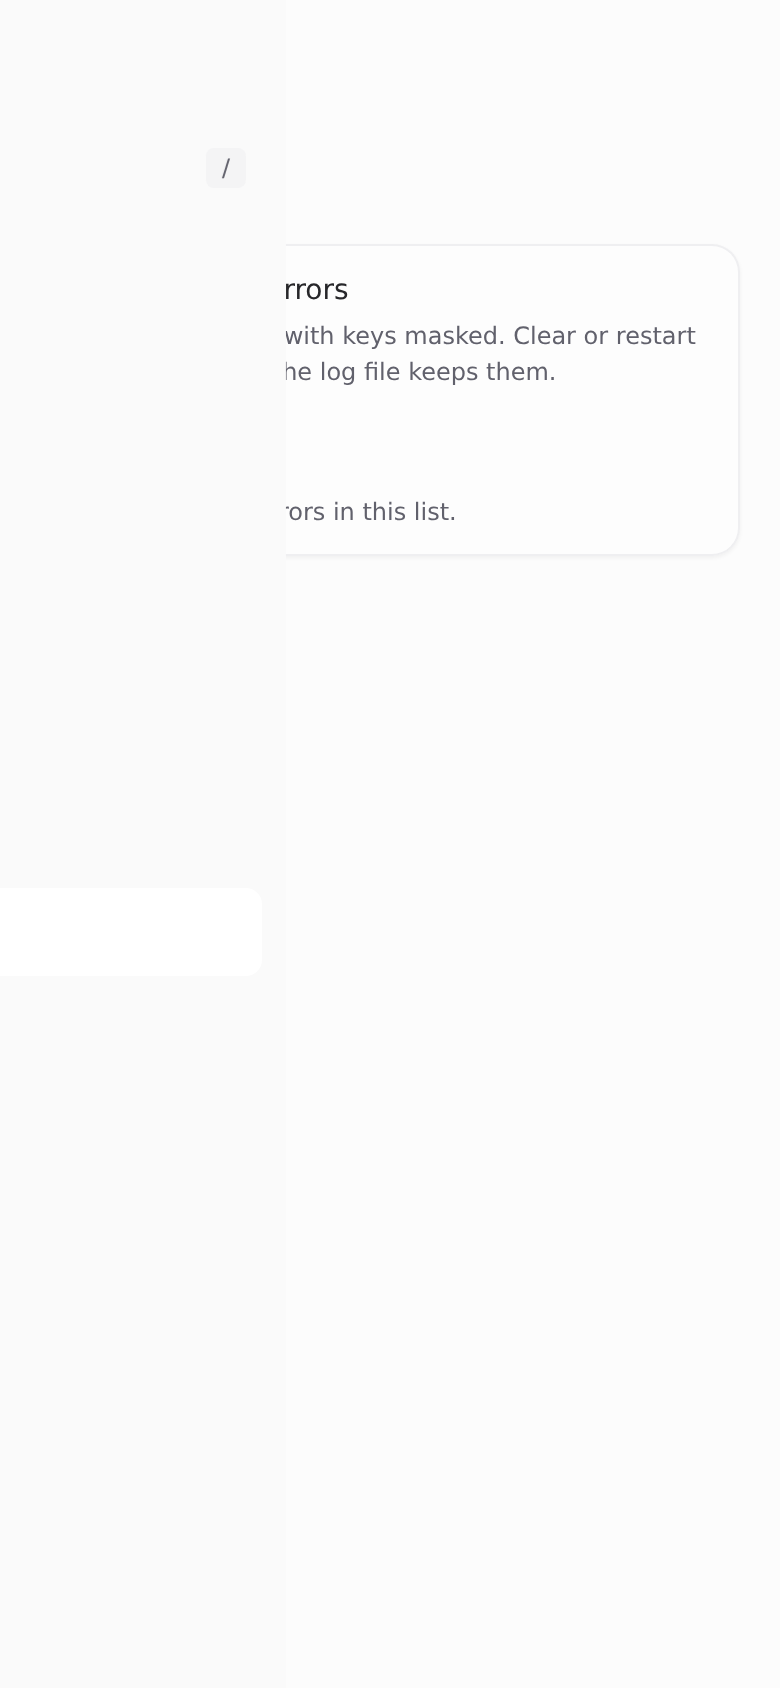 /
rrors
with keys masked. Clear or restart
he log file keeps them.
rors in this list.